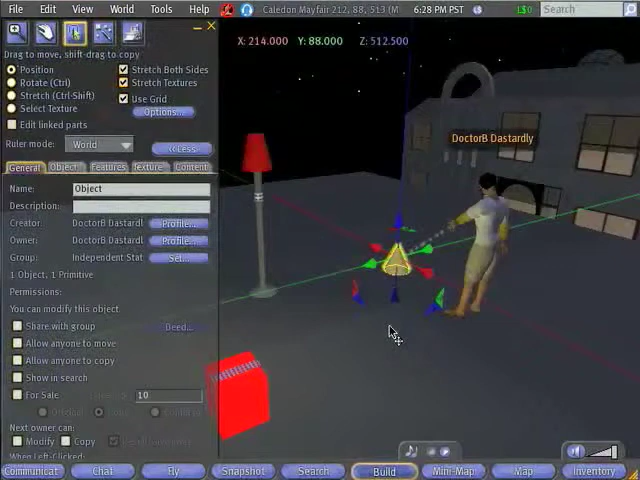 File Edit View World Tools Help Caledon Mayfair 212, 88, 513 (M 6:28 PM PST L$0 Search
X: 214.000 Y: 88.000 Z: 512.500
Drag to move, shift-drag to copy
Position
Rotate (Ctrl)
Stretch (Ctrl-Shift)
Select Texture
Edit linked parts
Stretch Both Sides
Stretch Textures
Use Grid
Options...
Ruler mode: World
<< Less
General Object Features Texture Content
Name: Object
Description:
Creator: DoctorB Dastardl Profile...
Owner: DoctorB Dastardl Profile...
Group: Independent Stat Set...
1 Object, 1 Primitive
Permissions:
You can modify this object.
Share with group Deed...
Allow anyone to move
Allow anyone to copy
Show in search
For Sale 10
Next owner can:
Modify Copy
When Left-Clicked:
DoctorB Dastardly
Communicat Chat Fly Snapshot Search Build Mini-Map Map Inventory